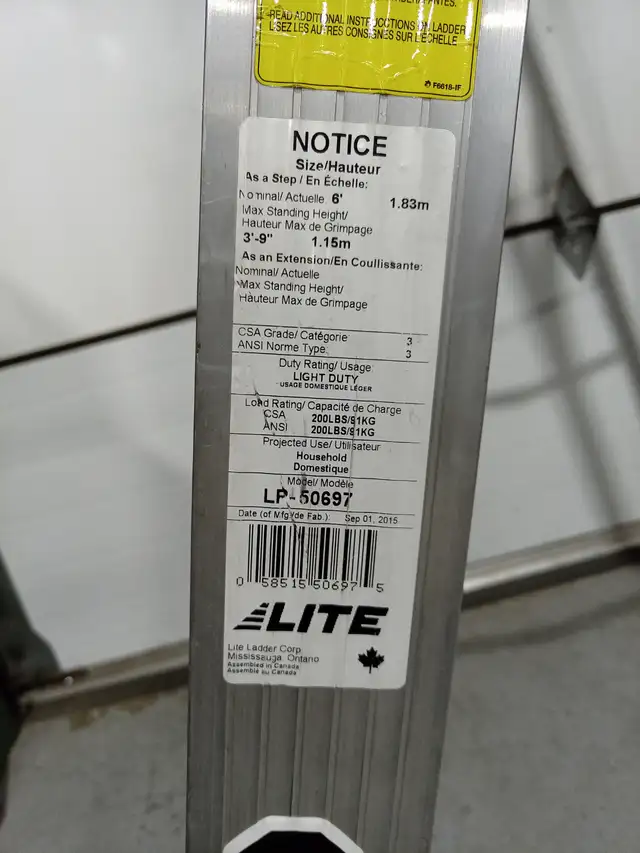 READ ADDITIONAL INSTRUCTIONS ON LADDER
LISEZ LES AUTRES CONSIGNES SUR L'ÉCHELLE
F6618-IF
NOTICE
Size/Hauteur
As a Step / En Échelle:
Nominal/ Actuelle 6' 1.83m
Max Standing Height/
Hauteur Max de Grimpage
3'-9" 1.15m
As an Extension/En Coullissante:
Nominal/ Actuelle
Max Standing Height/
Hauteur Max de Grimpage
CSA Grade/ Catégorie 3
ANSI Norme Type 3
Duty Rating/ Usage
LIGHT DUTY
USAGE DOMESTIQUE LÉGER
Load Rating/ Capacité de Charge
CSA 200LBS/91KG
ANSI 200LBS/91KG
Projected Use/ Utilisateur
Household
Domestique
Model/ Modèle
LP-50697
Date (of Mfg/de Fab.): Sep 01, 2015
0 58515 50697 5
LITE
Lite Ladder Corp.
Mississauga, Ontario
Assembled in Canada
Assemblé au Canada